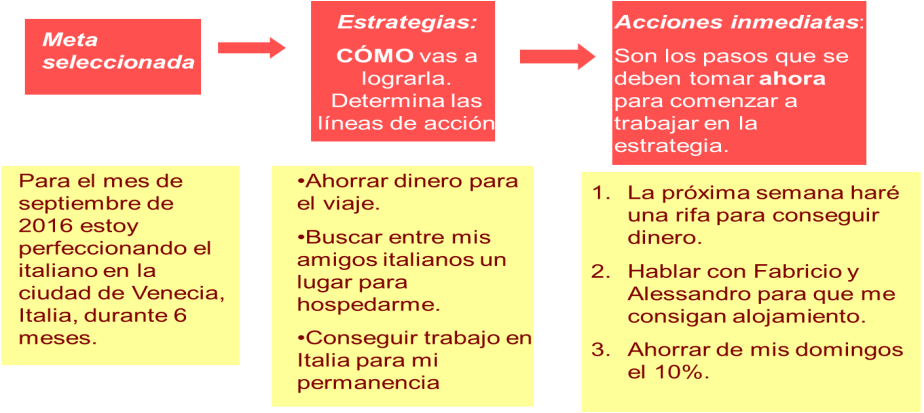 Meta
seleccionada
Estrategias:
CÓMO vas a
lograrla.
Determina las
líneas de acción
Acciones inmediatas:
Son los pasos que se
deben tomar ahora
para comenzar a
trabajar en la
estrategia.
Para el mes de
septiembre de
2016 estoy
perfeccionando el
italiano en la
ciudad de Venecia,
Italia, durante 6
meses.
•Ahorrar dinero para
el viaje.
•Buscar entre mis
amigos italianos un
lugar para
hospedarme.
•Conseguir trabajo en
Italia para mi
permanencia
1. La próxima semana haré
una rifa para conseguir
dinero.
2. Hablar con Fabricio y
Alessandro para que me
consigan alojamiento.
3. Ahorrar de mis domingos
el 10%.